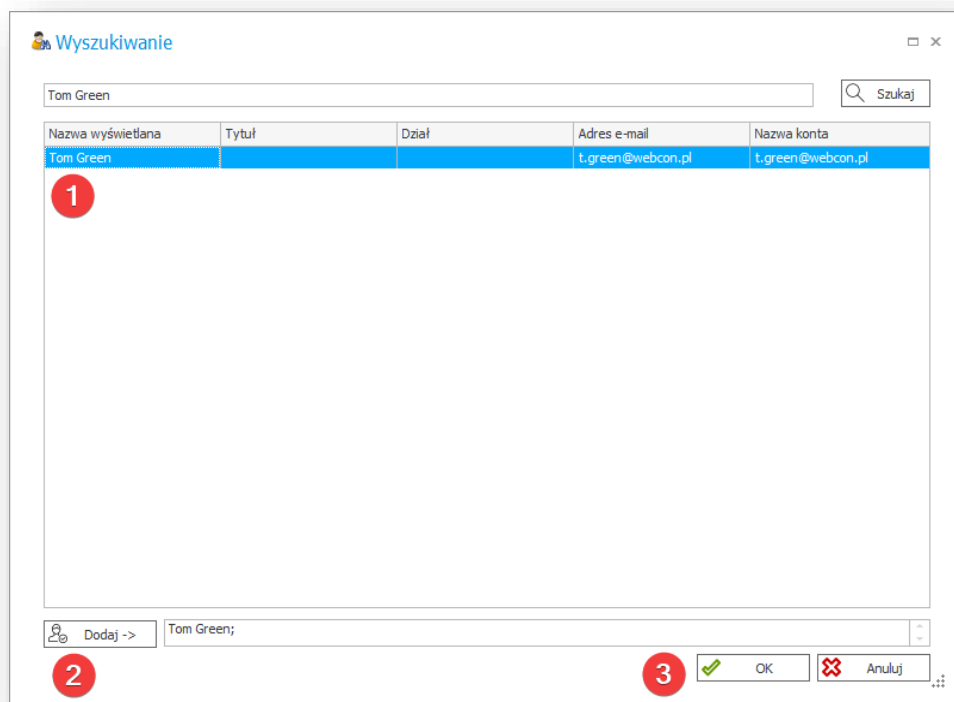 Wyszukiwanie
Tom Green Szukaj
Nazwa wyświetlana Tytuł Dział Adres e-mail Nazwa konta
Tom Green t.green@webcon.pl t.green@webcon.pl
1
Dodaj -> Tom Green;
2 3 OK Anuluj